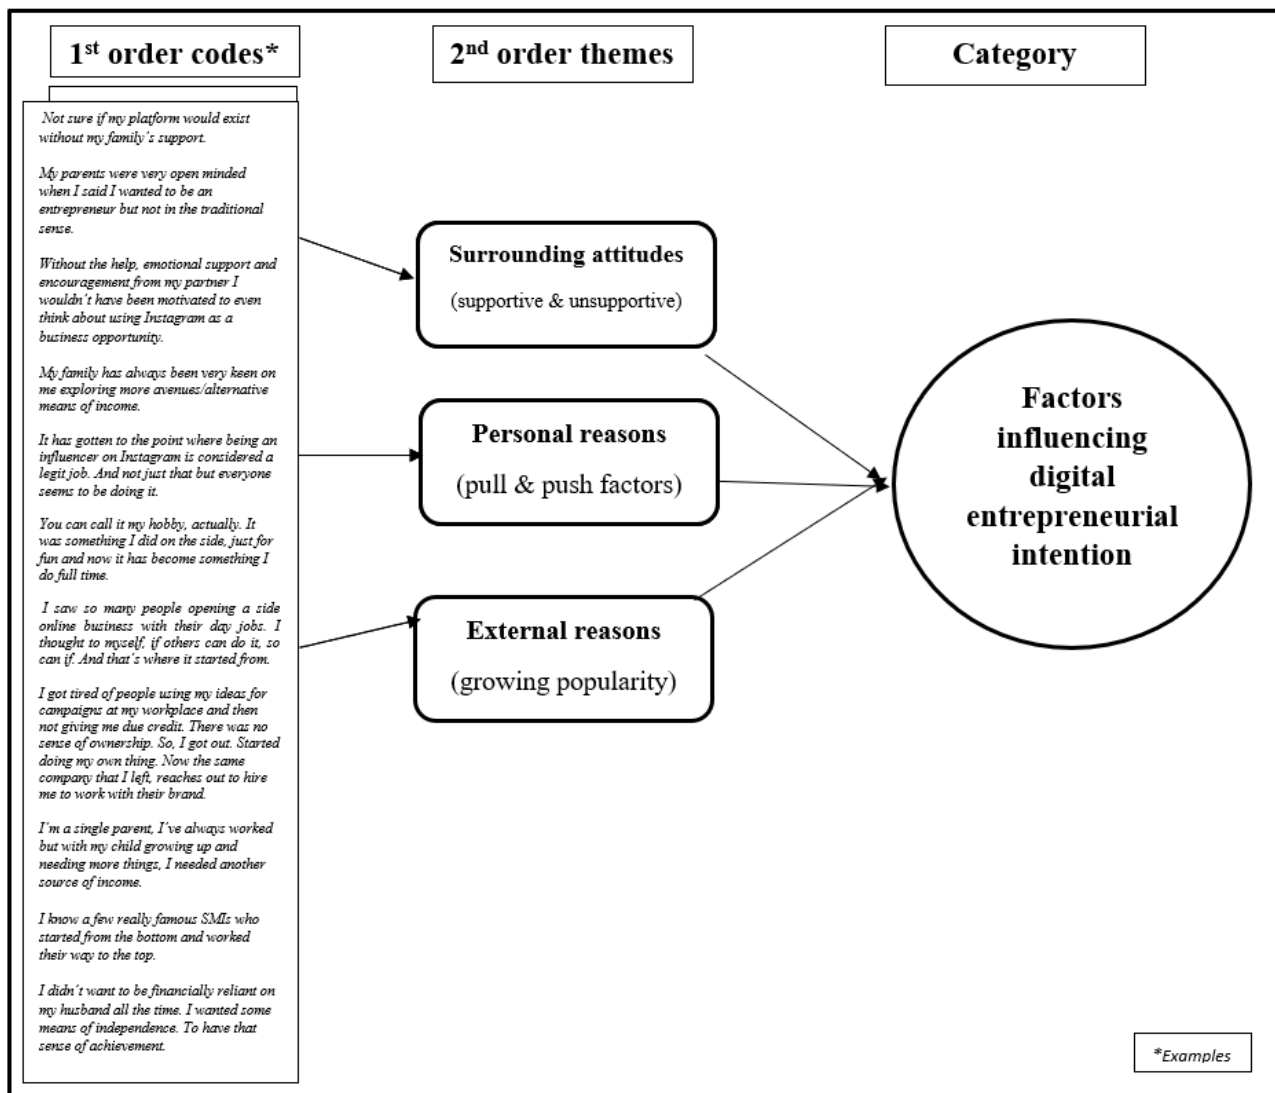 1st order codes*
2nd order themes
Category
Not sure if my platform would exist
without my family´s support.
My parents were very open minded
when I said I wanted to be an
entrepreneur but not in the traditional
sense.
Without the help, emotional support and
encouragement from my partner I
wouldn´t have been motivated to even
think about using Instagram as a
business opportunity.
My family has always been very keen on
me exploring more avenues/alternative
means of income.
It has gotten to the point where being an
influencer on Instagram is considered a
legit job. And not just that but everyone
seems to be doing it.
You can call it my hobby, actually. It
was something I did on the side, just for
fun and now it has become something I
do full time.
I saw so many people opening a side
online business with their day jobs. I
thought to myself, if others can do it, so
can if. And that´s where it started from.
I got tired of people using my ideas for
campaigns at my workplace and then
not giving me due credit. There was no
sense of ownership. So, I got out. Started
doing my own thing. Now the same
company that I left, reaches out to hire
me to work with their brand.
I´m a single parent, I´ve always worked
but with my child growing up and
needing more things, I needed another
source of income.
I know a few really famous SMIs who
started from the bottom and worked
their way to the top.
I didn´t want to be financially reliant on
my husband all the time. I wanted some
means of independence. To have that
sense of achievement.
Surrounding attitudes
(supportive & unsupportive)
Personal reasons
(pull & push factors)
External reasons
(growing popularity)
Factors
influencing
digital
entrepreneurial
intention
*Examples